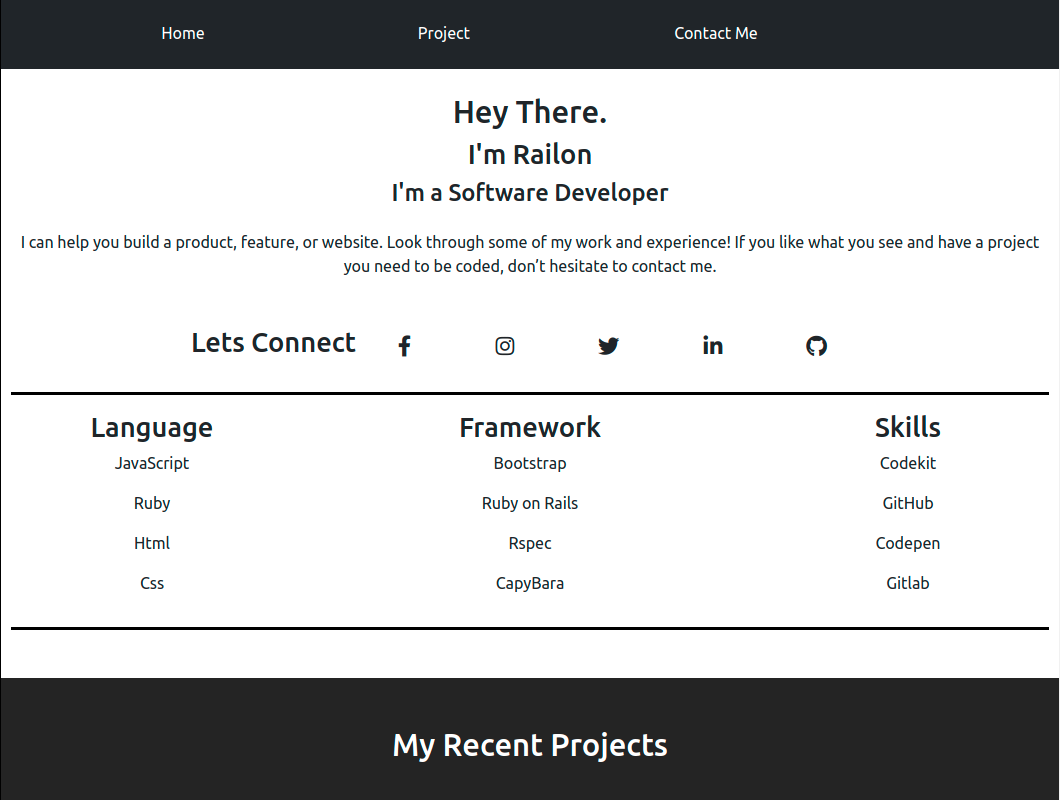 Home Project Contact Me
Hey There.
I'm Railon
I'm a Software Developer
I can help you build a product, feature, or website. Look through some of my work and experience! If you like what you see and have a project
you need to be coded, don’t hesitate to contact me.
Lets Connect
Language Framework Skills
JavaScript Bootstrap Codekit
Ruby Ruby on Rails GitHub
Html Rspec Codepen
Css CapyBara Gitlab
My Recent Projects